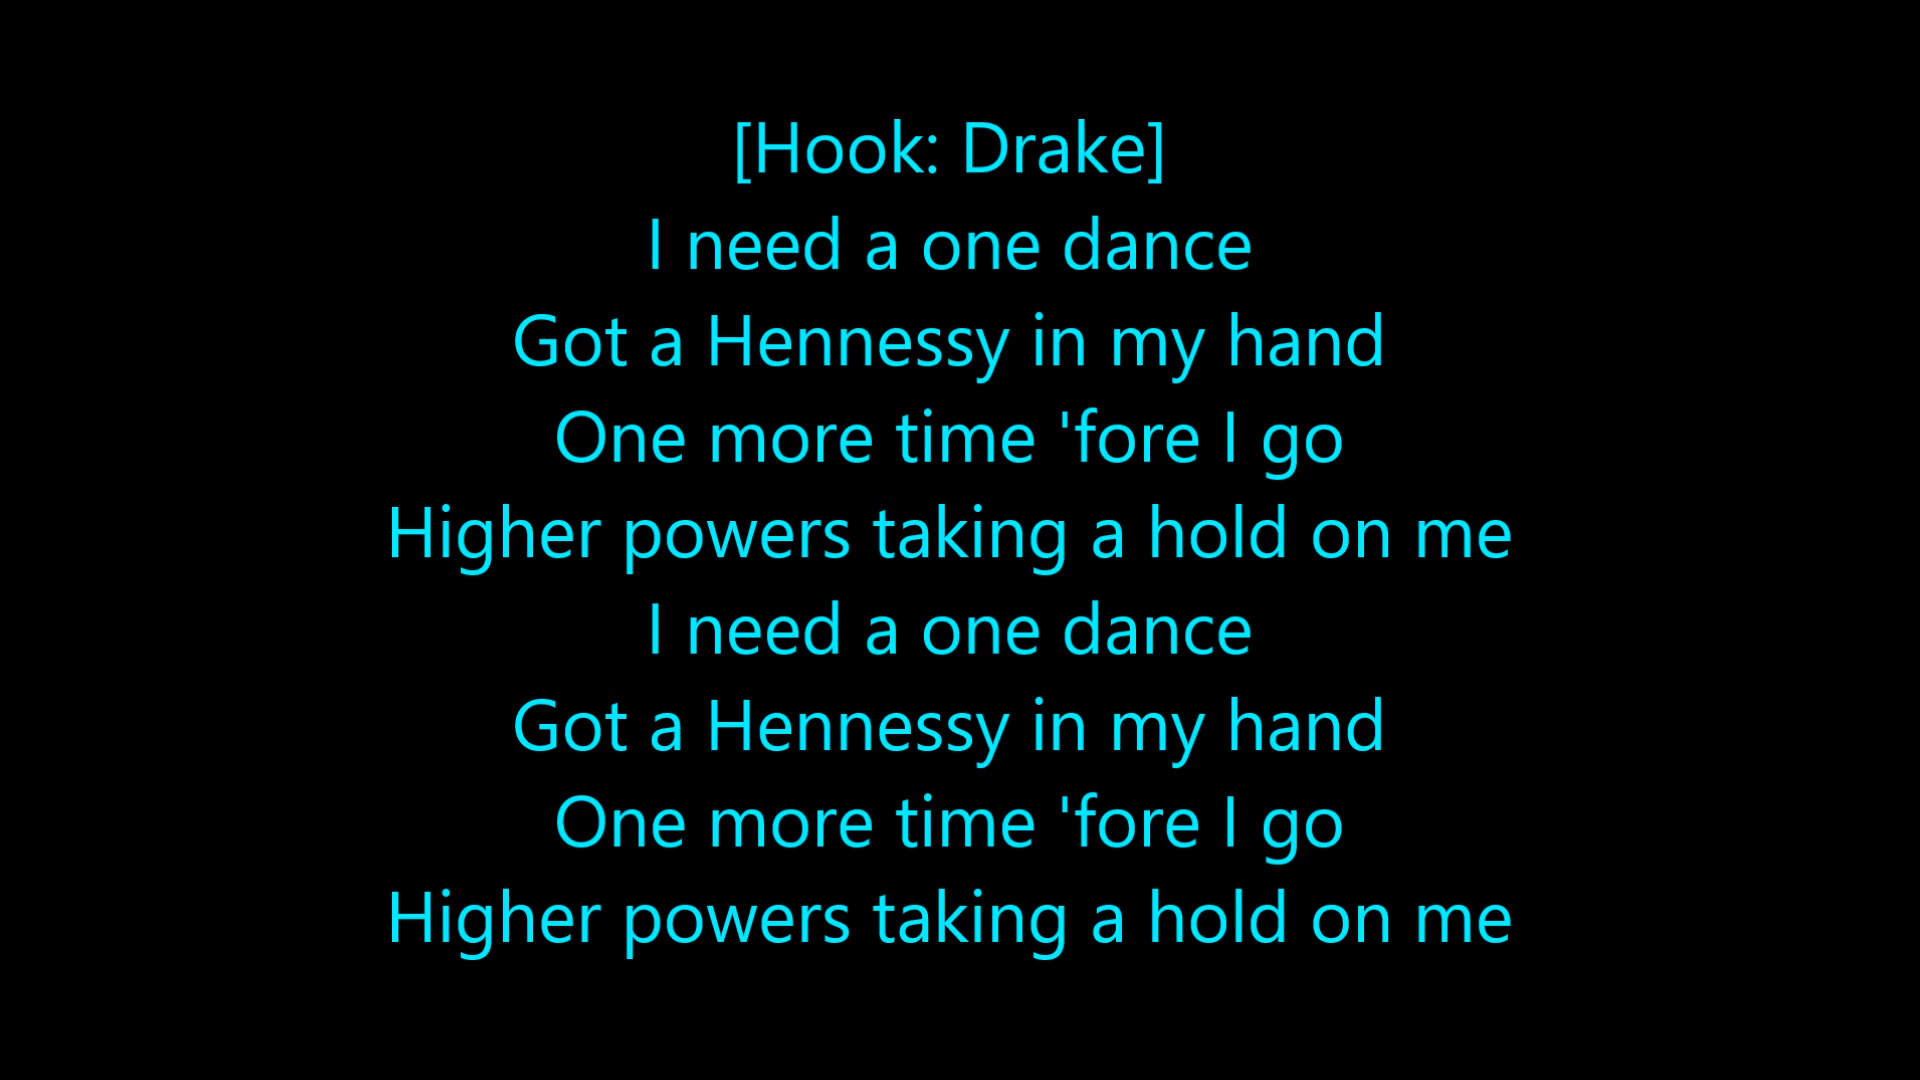 [Hook: Drake]
I need a one dance
Got a Hennessy in my hand
One more time 'fore I go
Higher powers taking a hold on me
I need a one dance
Got a Hennessy in my hand
One more time 'fore I go
Higher powers taking a hold on me